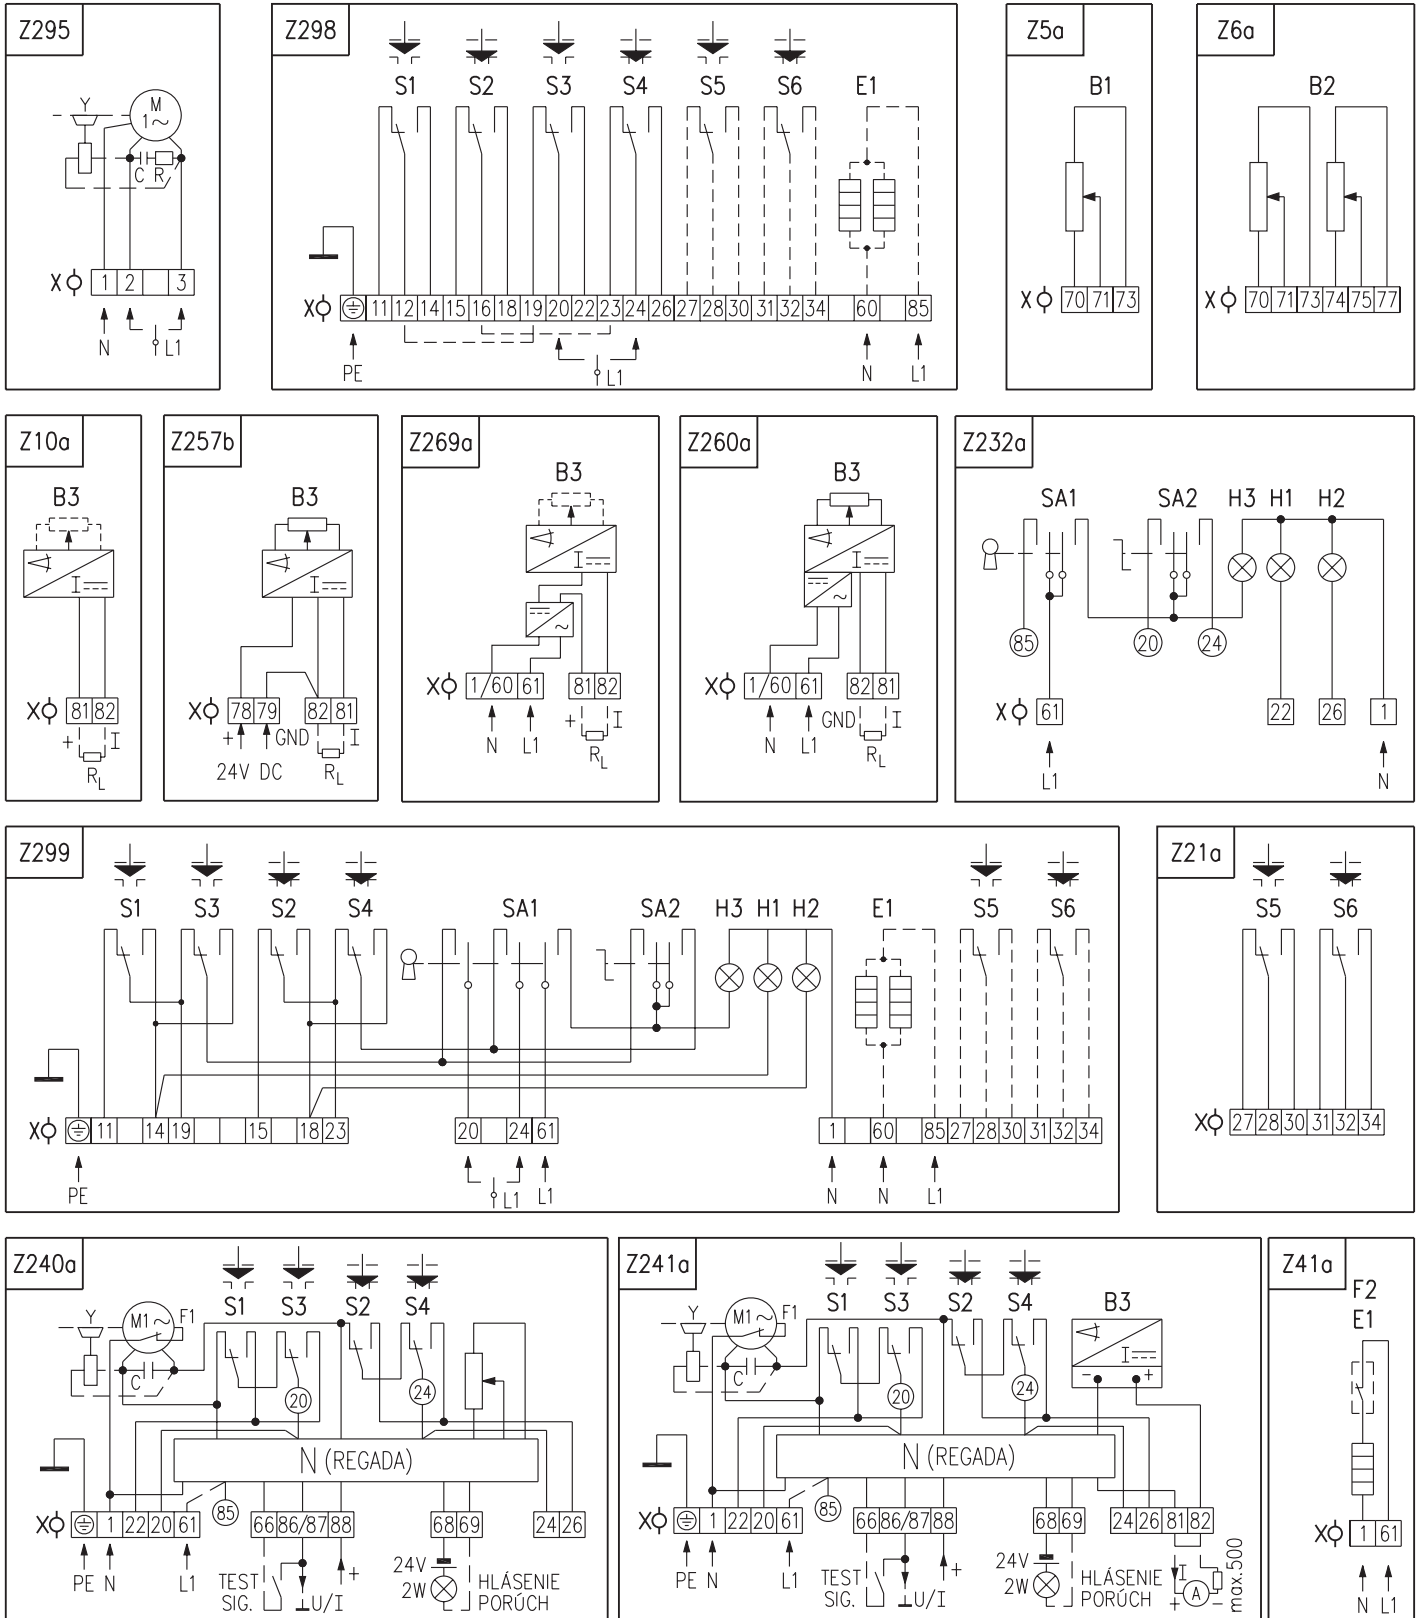 Z295
Y
M
1~
C R
X 1 2 3
N L1
Z298
S1 S2 S3 S4 S5 S6 E1
X 11 12 14 15 16 18 19 20 22 23 24 26 27 28 30 31 32 34 60 85
PE L1 N L1
Z5a
B1
X 70 71 73
Z6a
B2
X 70 71 73 74 75 77
Z10a
B3
I
X 81 82
+ I
RL
Z257b
B3
I
X 78 79 82 81
+ GND I
24V DC RL
Z269a
B3
I
~
X 1/60 61 81 82
+ I
N L1 RL
Z260a
B3
I
~
X 1/60 61 82 81
GND I
N L1 RL
Z232a
SA1 SA2 H3 H1 H2
85 20 24
X 61 22 26 1
L1 N
Z299
S1 S3 S2 S4 SA1 SA2 H3 H1 H2 E1 S5 S6
X 11 14 19 15 18 23 20 24 61 1 60 85 27 28 30 31 32 34
PE L1 L1 N N L1
Z21a
S5 S6
X 27 28 30 31 32 34
Z240a
S1 S3 S2 S4
Y M1~ F1
C
20 24
N (REGADA)
85
X 1 22 20 61 66 86/87 88 68 69 24 26
PE N L1
TEST
SIG.
U/I
+
24V
2W
HLÁSENIE
PORÚCH
Z241a
S1 S3 S2 S4 B3
Y M1~ F1
I
C
- +
20 24
N (REGADA)
85
X 1 22 20 61 66 86/87 88 68 69 24 26 81 82
PE N L1
TEST
SIG.
U/I
+
24V
2W
HLÁSENIE
PORÚCH
I
A
+ -
max.500
Z41a
F2
E1
X 1 61
N L1